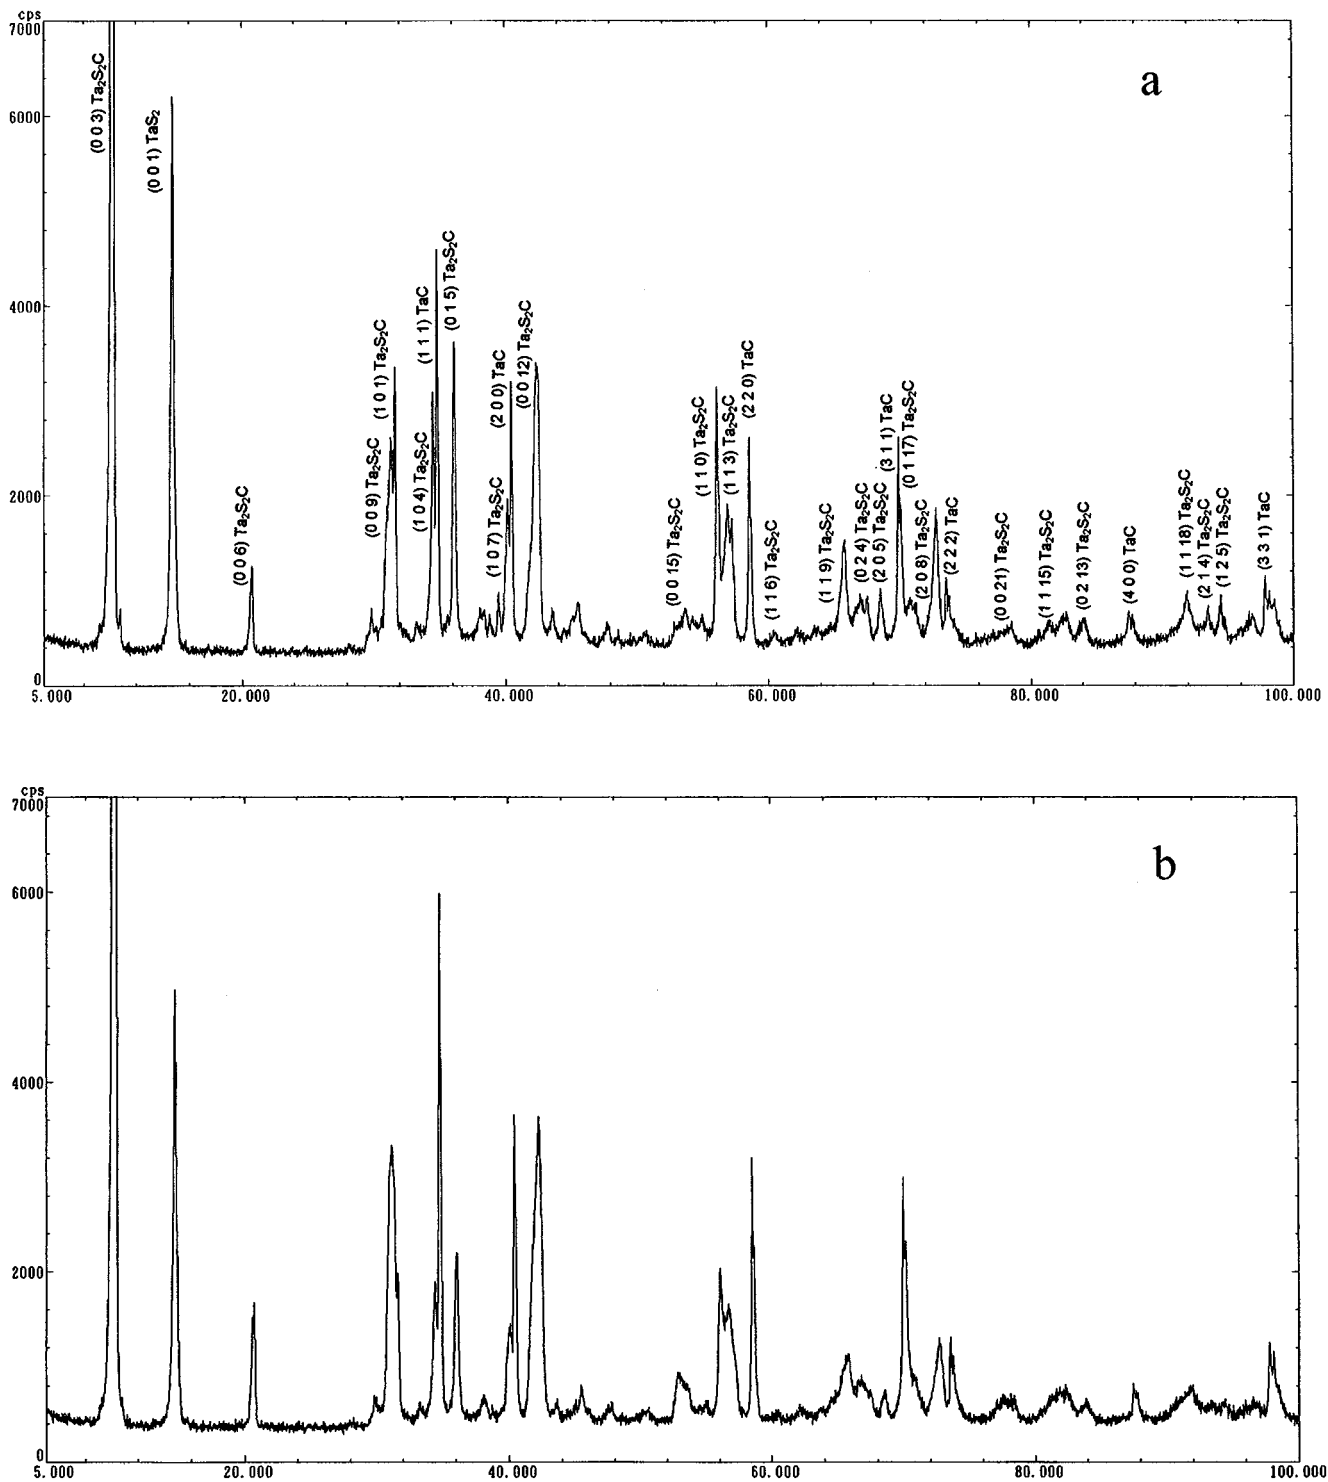 cps
7000
a
(0 0 3) Ta₂S₂C
(0 0 1) TaS₂
6000
(0 0 6) Ta₂S₂C
(0 0 9) Ta₂S₂C
(1 0 1) Ta₂S₂C
(1 0 4) Ta₂S₂C
(1 1 1) TaC
(0 1 5) Ta₂S₂C
(1 0 7) Ta₂S₂C
(2 0 0) TaC
(0 0 12) Ta₂S₂C
(0 0 15) Ta₂S₂C
(1 1 0) Ta₂S₂C
(1 1 3) Ta₂S₂C
(2 2 0) TaC
(1 1 6) Ta₂S₂C
(1 1 9) Ta₂S₂C
(0 2 4) Ta₂S₂C
(2 0 5) Ta₂S₂C
(3 1 1) TaC
(0 1 17) Ta₂S₂C
(2 0 8) Ta₂S₂C
(2 2 2) TaC
(0 0 21) Ta₂S₂C
(1 1 15) Ta₂S₂C
(0 2 13) Ta₂S₂C
(4 0 0) TaC
(1 1 18) Ta₂S₂C
(2 1 4) Ta₂S₂C
(1 2 5) Ta₂S₂C
(3 3 1) TaC
4000
2000
0
5.000 20.000 40.000 60.000 80.000 100.000
cps
7000
b
6000
4000
2000
0
5.000 20.000 40.000 60.000 80.000 100.000